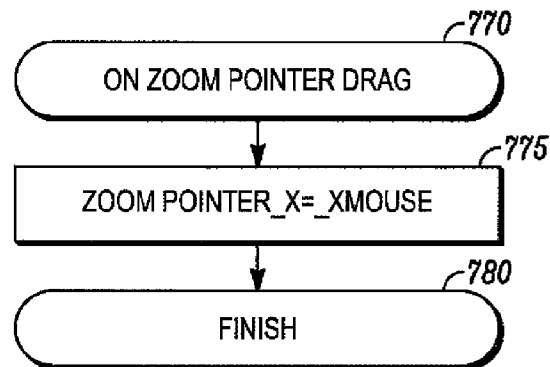 770
ON ZOOM POINTER DRAG
775
ZOOM POINTER_X=_XMOUSE
780
FINISH